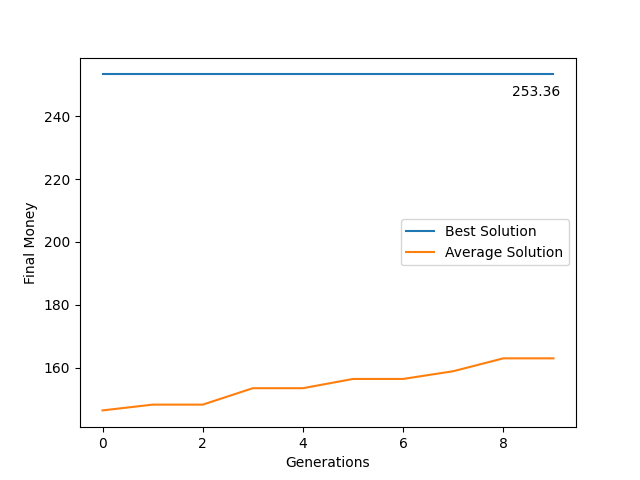 240
220
200
180
160
Final Money
253.36
Best Solution
Average Solution
0 2 4 6 8
Generations